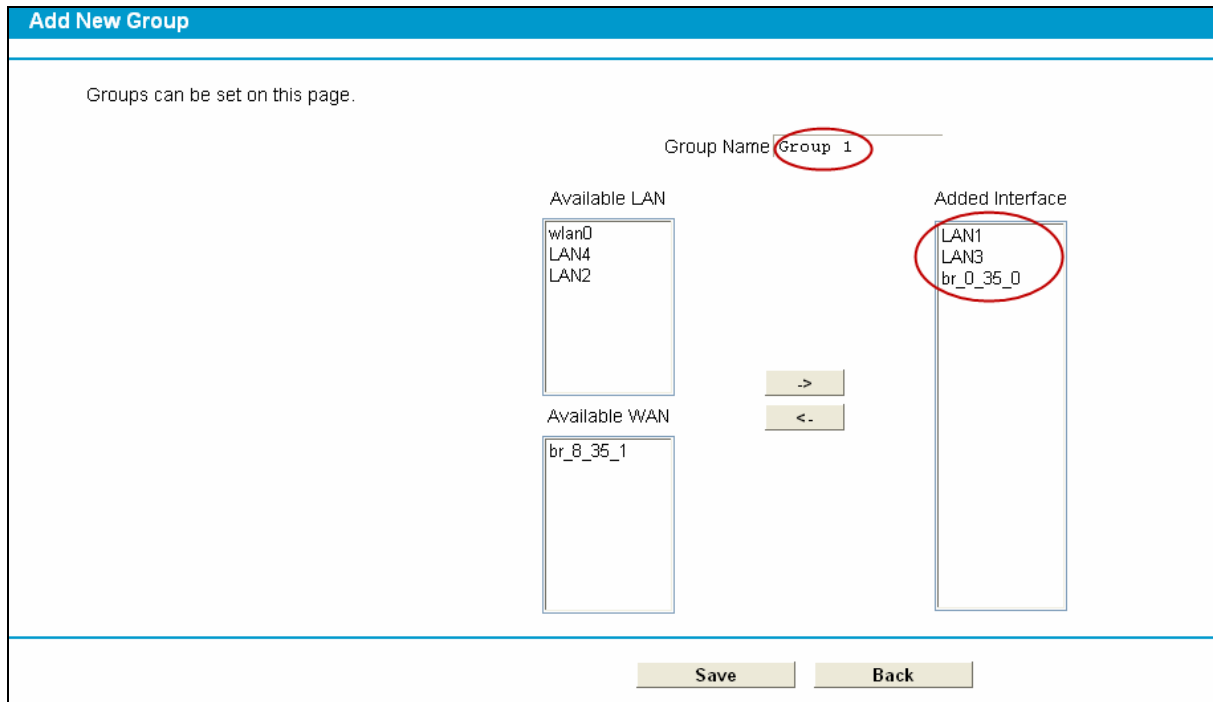 Add New Group
Groups can be set on this page.
Group Name Group 1
Available LAN
wlan0
LAN4
LAN2
Added Interface
LAN1
LAN3
br_0_35_0
->
<-
Available WAN
br_8_35_1
Save
Back